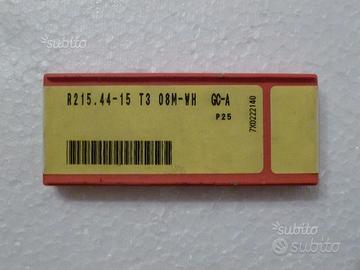 R215.44-15 T3 08M-WH GC-A
P25
7X0222140
subito
subito